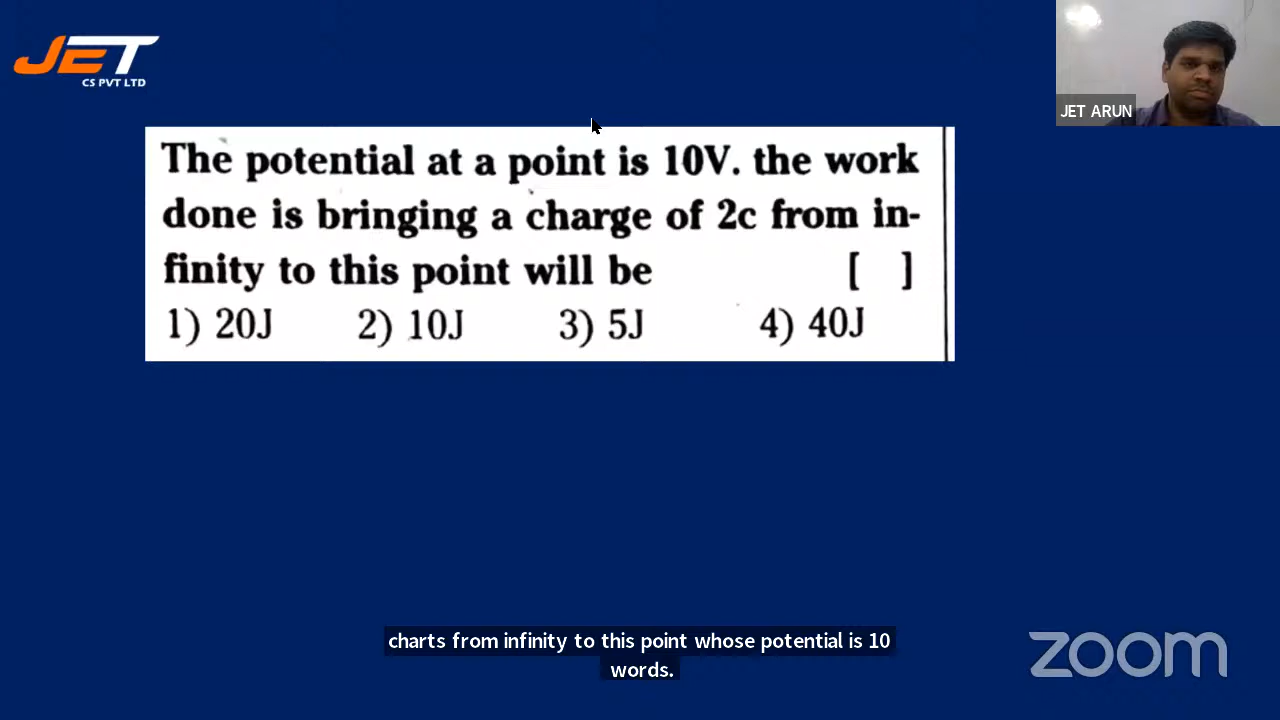 JET
CS PVT LTD
JET ARUN
The potential at a point is 10V. the work
done is bringing a charge of 2c from in-
finity to this point will be [ ]
1) 20J 2) 10J 3) 5J 4) 40J
charts from infinity to this point whose potential is 10
words.
zoom